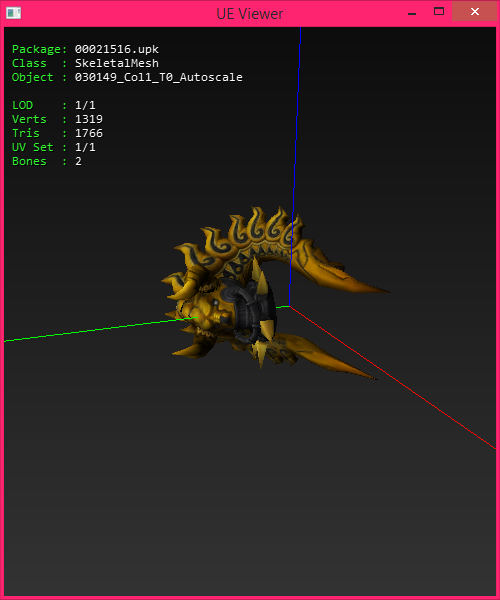 UE Viewer
Package: 00021516.upk
Class : SkeletalMesh
Object : 030149_Col1_T0_Autoscale
LOD : 1/1
Verts : 1319
Tris : 1766
UV Set : 1/1
Bones : 2